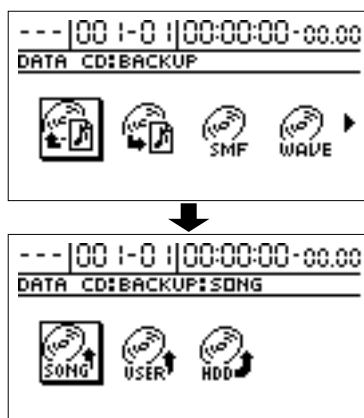 ---|001-01|00:00:00-00.00
DATA CD:BACKUP
SMF WAVE
---|001-01|00:00:00-00.00
DATA CD:BACKUP:SONG
SONG USER HDD